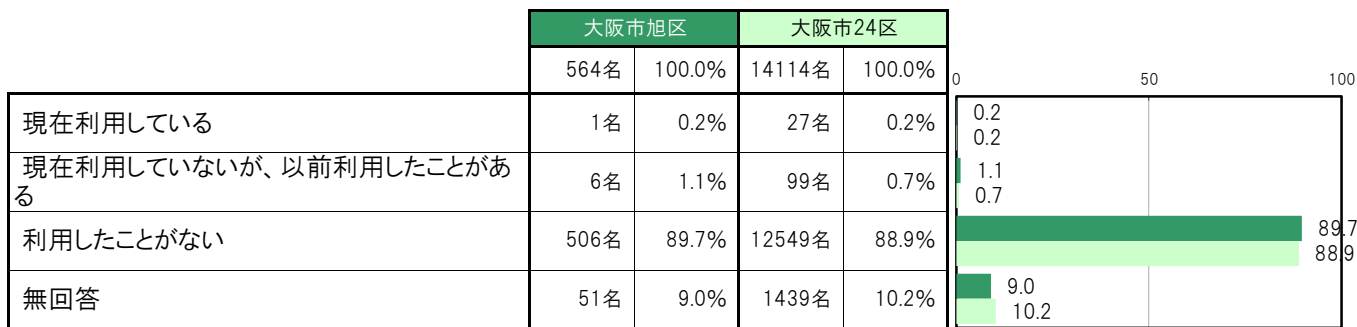 大阪市旭区 大阪市24区
564名 100.0% 14114名 100.0% 0 50 100
現在利用している 1名 0.2% 27名 0.2% 0.2
0.2
現在利用していないが、以前利用したことがあ
る 6名 1.1% 99名 0.7% 1.1
0.7
利用したことがない 506名 89.7% 12549名 88.9% 89.7
88.9
無回答 51名 9.0% 1439名 10.2% 9.0
10.2